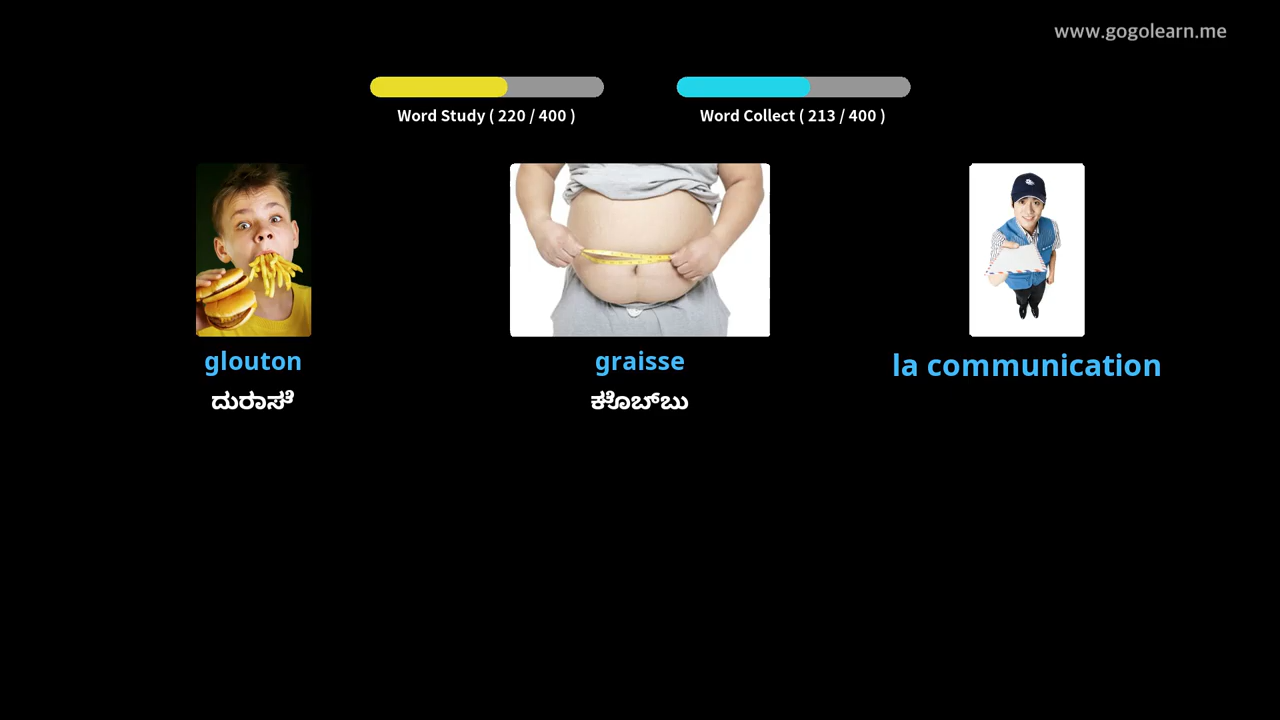 www.gogolearn.me
Word Study ( 220 / 400 )
Word Collect ( 213 / 400 )
glouton
graisse
la communication
ದುರಾಸೆ
ಕೊಬ್ಬು